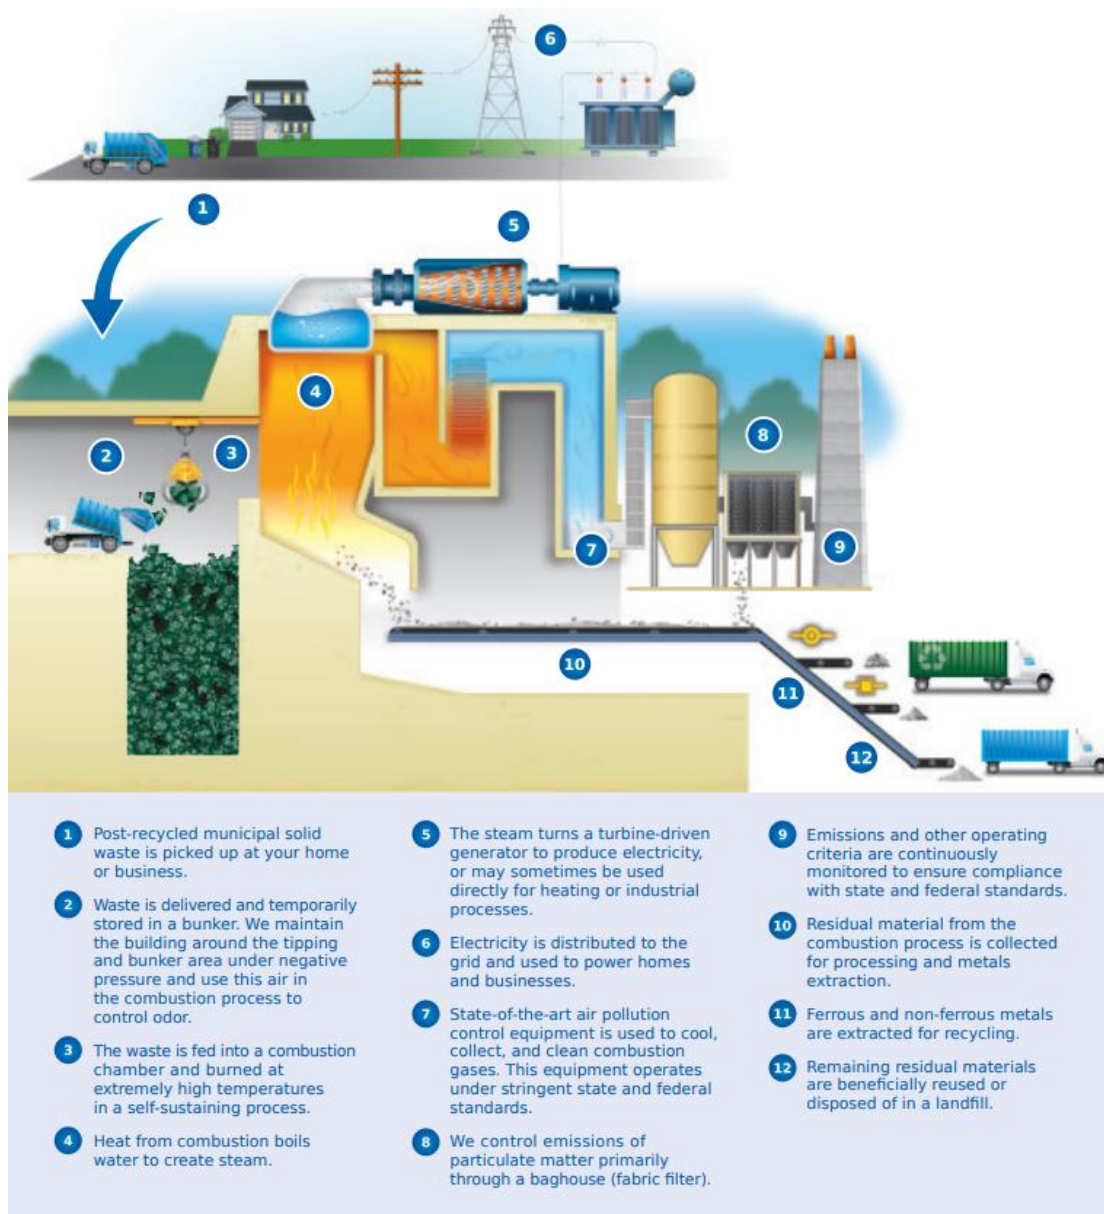 6
1
5
4
2
3
8
7
9
10
11
12
1 Post-recycled municipal solid
waste is picked up at your home
or business.
2 Waste is delivered and temporarily
stored in a bunker. We maintain
the building around the tipping
and bunker area under negative
pressure and use this air in
the combustion process to
control odor.
3 The waste is fed into a combustion
chamber and burned at
extremely high temperatures
in a self-sustaining process.
4 Heat from combustion boils
water to create steam.
5 The steam turns a turbine-driven
generator to produce electricity,
or may sometimes be used
directly for heating or industrial
processes.
6 Electricity is distributed to the
grid and used to power homes
and businesses.
7 State-of-the-art air pollution
control equipment is used to cool,
collect, and clean combustion
gases. This equipment operates
under stringent state and federal
standards.
8 We control emissions of
particulate matter primarily
through a baghouse (fabric filter).
9 Emissions and other operating
criteria are continuously
monitored to ensure compliance
with state and federal standards.
10 Residual material from the
combustion process is collected
for processing and metals
extraction.
11 Ferrous and non-ferrous metals
are extracted for recycling.
12 Remaining residual materials
are beneficially reused or
disposed of in a landfill.